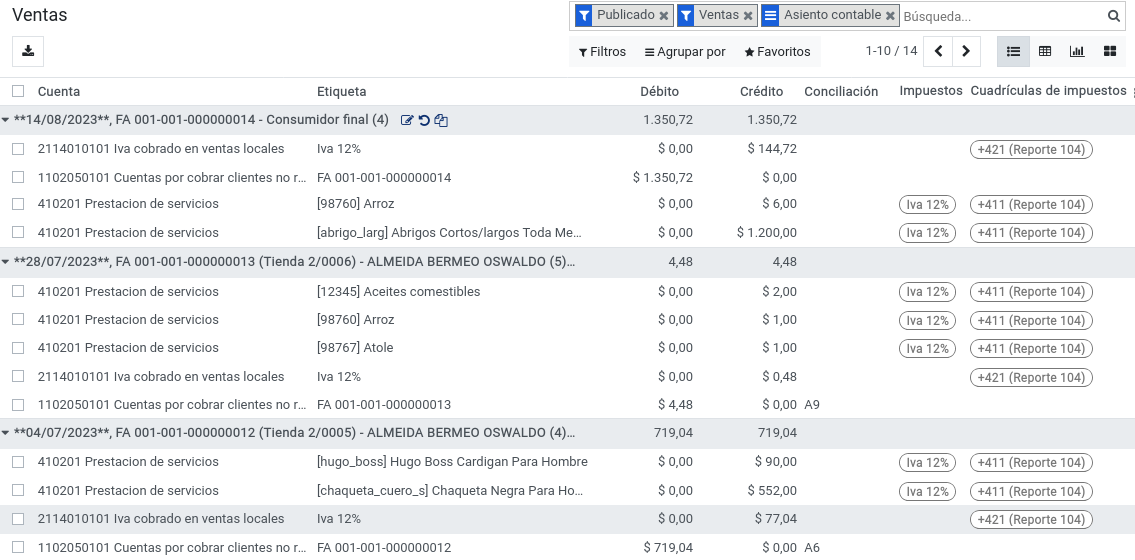 Ventas
Publicado Ventas Asiento contable Búsqueda...
Filtros Agrupar por Favoritos 1-10 / 14
Cuenta Etiqueta Débito Crédito Conciliación Impuestos Cuadrículas de impuestos
**14/08/2023**, FA 001-001-000000014 - Consumidor final (4) 1.350,72 1.350,72
2114010101 Iva cobrado en ventas locales Iva 12% $ 0,00 $ 144,72 +421 (Reporte 104)
1102050101 Cuentas por cobrar clientes no r... FA 001-001-000000014 $ 1.350,72 $ 0,00
410201 Prestacion de servicios [98760] Arroz $ 0,00 $ 6,00 Iva 12% +411 (Reporte 104)
410201 Prestacion de servicios [abrigo_larg] Abrigos Cortos/largos Toda Me... $ 0,00 $ 1.200,00 Iva 12% +411 (Reporte 104)
**28/07/2023**, FA 001-001-000000013 (Tienda 2/0006) - ALMEIDA BERMEO OSWALDO (5)... 4,48 4,48
410201 Prestacion de servicios [12345] Aceites comestibles $ 0,00 $ 2,00 Iva 12% +411 (Reporte 104)
410201 Prestacion de servicios [98760] Arroz $ 0,00 $ 1,00 Iva 12% +411 (Reporte 104)
410201 Prestacion de servicios [98767] Atole $ 0,00 $ 1,00 Iva 12% +411 (Reporte 104)
2114010101 Iva cobrado en ventas locales Iva 12% $ 0,00 $ 0,48 +421 (Reporte 104)
1102050101 Cuentas por cobrar clientes no r... FA 001-001-000000013 $ 4,48 $ 0,00 A9
**04/07/2023**, FA 001-001-000000012 (Tienda 2/0005) - ALMEIDA BERMEO OSWALDO (4)... 719,04 719,04
410201 Prestacion de servicios [hugo_boss] Hugo Boss Cardigan Para Hombre $ 0,00 $ 90,00 Iva 12% +411 (Reporte 104)
410201 Prestacion de servicios [chaqueta_cuero_s] Chaqueta Negra Para Ho... $ 0,00 $ 552,00 Iva 12% +411 (Reporte 104)
2114010101 Iva cobrado en ventas locales Iva 12% $ 0,00 $ 77,04 +421 (Reporte 104)
1102050101 Cuentas por cobrar clientes no r... FA 001-001-000000012 $ 719,04 $ 0,00 A6